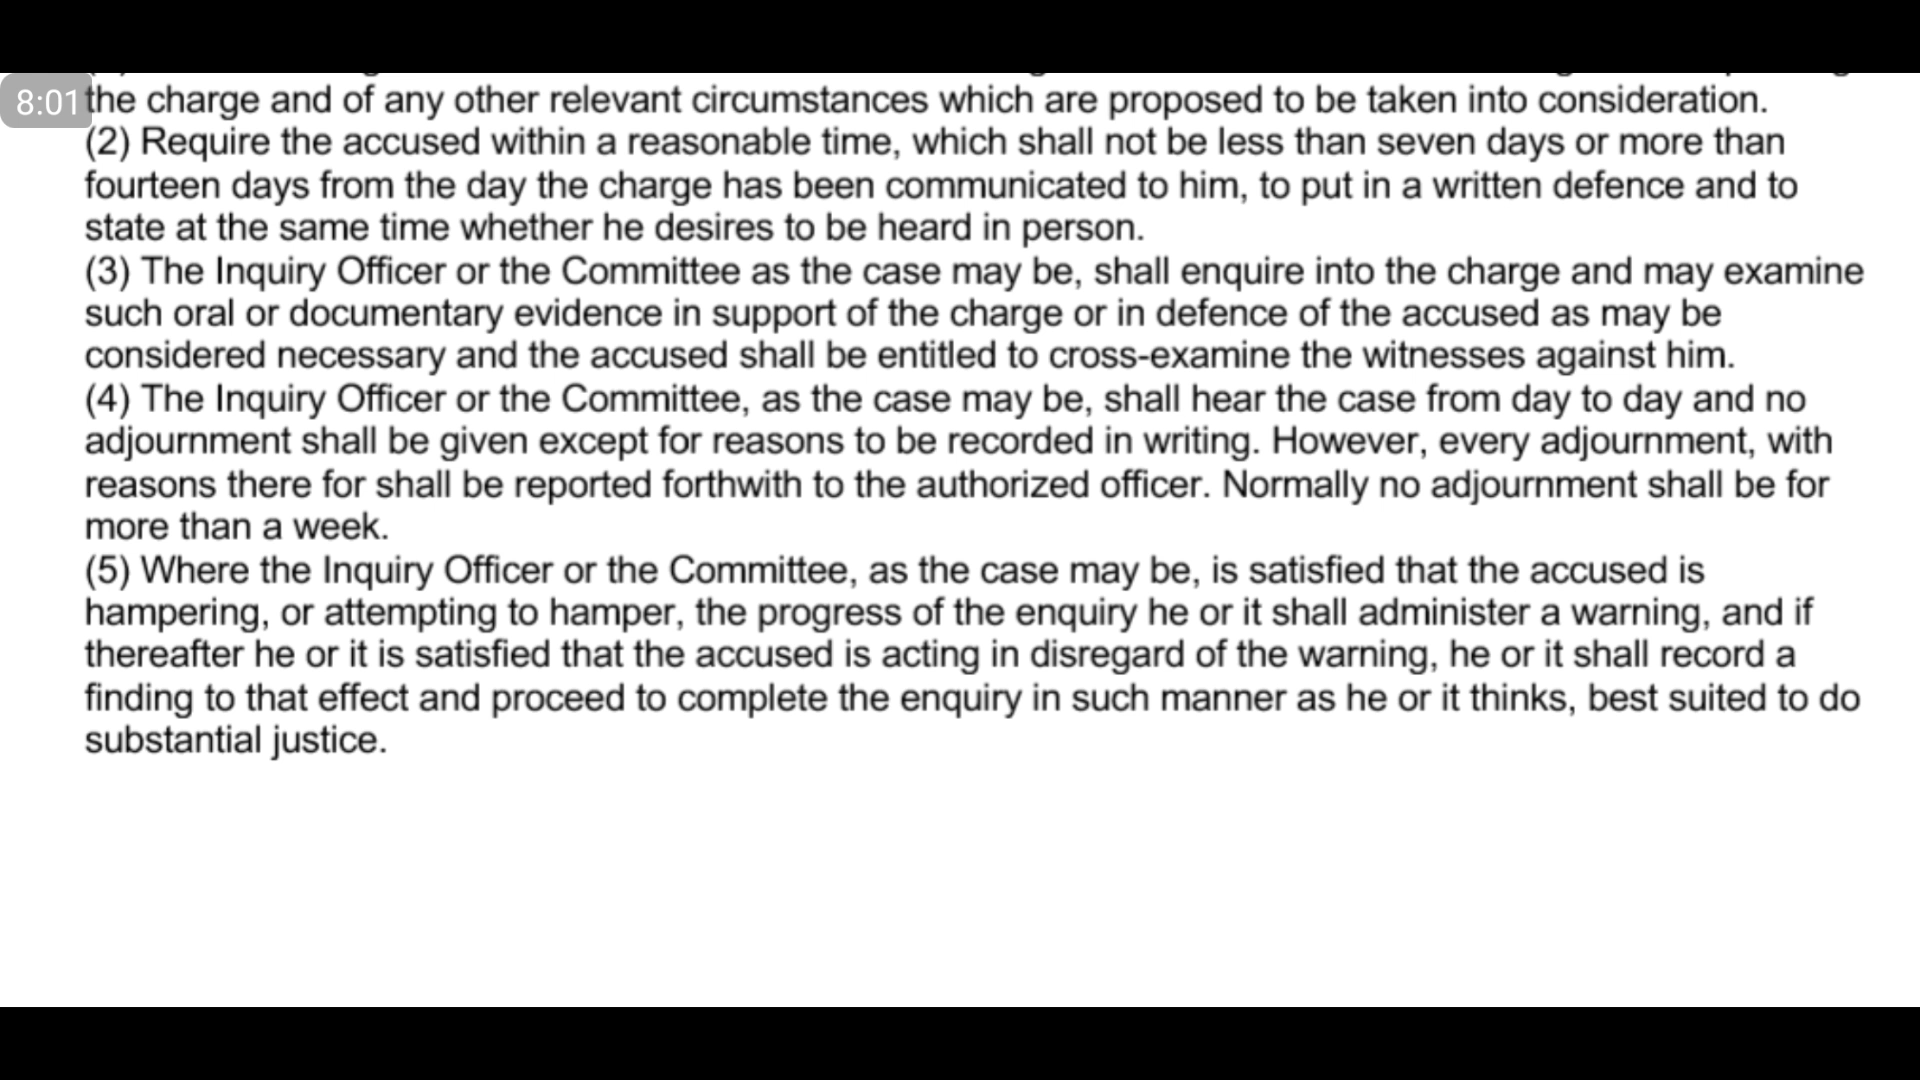 8:01
the charge and of any other relevant circumstances which are proposed to be taken into consideration.
(2) Require the accused within a reasonable time, which shall not be less than seven days or more than
fourteen days from the day the charge has been communicated to him, to put in a written defence and to
state at the same time whether he desires to be heard in person.
(3) The Inquiry Officer or the Committee as the case may be, shall enquire into the charge and may examine
such oral or documentary evidence in support of the charge or in defence of the accused as may be
considered necessary and the accused shall be entitled to cross-examine the witnesses against him.
(4) The Inquiry Officer or the Committee, as the case may be, shall hear the case from day to day and no
adjournment shall be given except for reasons to be recorded in writing. However, every adjournment, with
reasons there for shall be reported forthwith to the authorized officer. Normally no adjournment shall be for
more than a week.
(5) Where the Inquiry Officer or the Committee, as the case may be, is satisfied that the accused is
hampering, or attempting to hamper, the progress of the enquiry he or it shall administer a warning, and if
thereafter he or it is satisfied that the accused is acting in disregard of the warning, he or it shall record a
finding to that effect and proceed to complete the enquiry in such manner as he or it thinks, best suited to do
substantial justice.